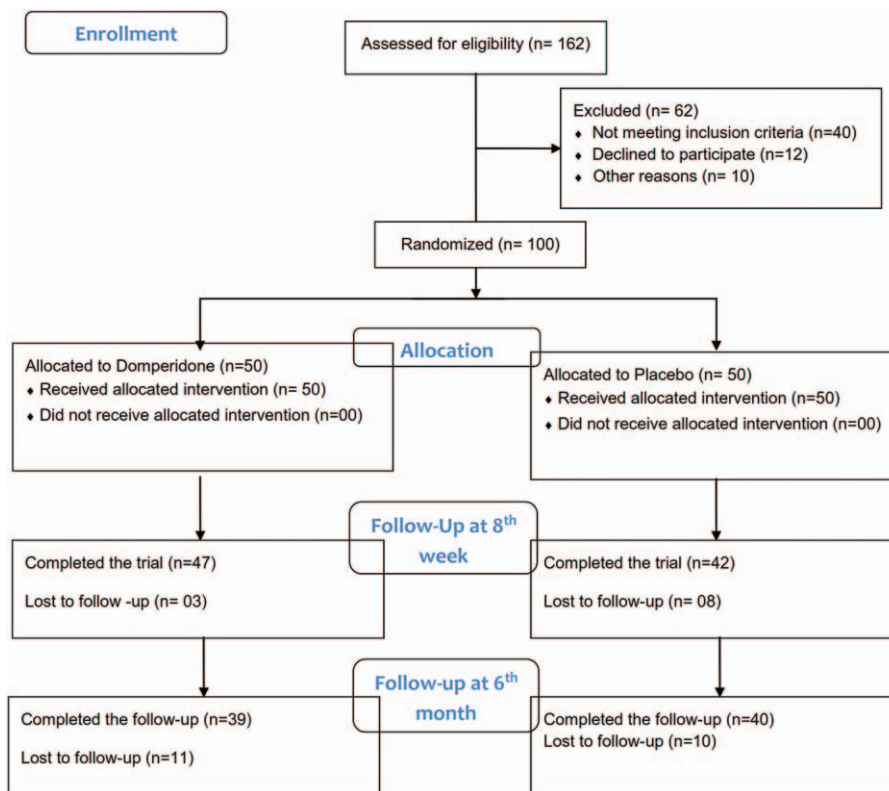 Enrollment
Assessed for eligibility (n= 162)
Excluded (n= 62)
♦ Not meeting inclusion criteria (n=40)
♦ Declined to participate (n=12)
♦ Other reasons (n= 10)
Randomized (n= 100)
Allocation
Allocated to Domperidone (n=50)
♦ Received allocated intervention (n= 50)
♦ Did not receive allocated intervention (n=00)
Allocated to Placebo (n= 50)
♦ Received allocated intervention (n=50)
♦ Did not receive allocated intervention (n=00)
Follow-Up at 8th
week
Completed the trial (n=47)
Lost to follow -up (n= 03)
Completed the trial (n=42)
Lost to follow-up (n= 08)
Follow-up at 6th
month
Completed the follow-up (n=39)
Lost to follow-up (n=11)
Completed the follow-up (n=40)
Lost to follow-up (n=10)